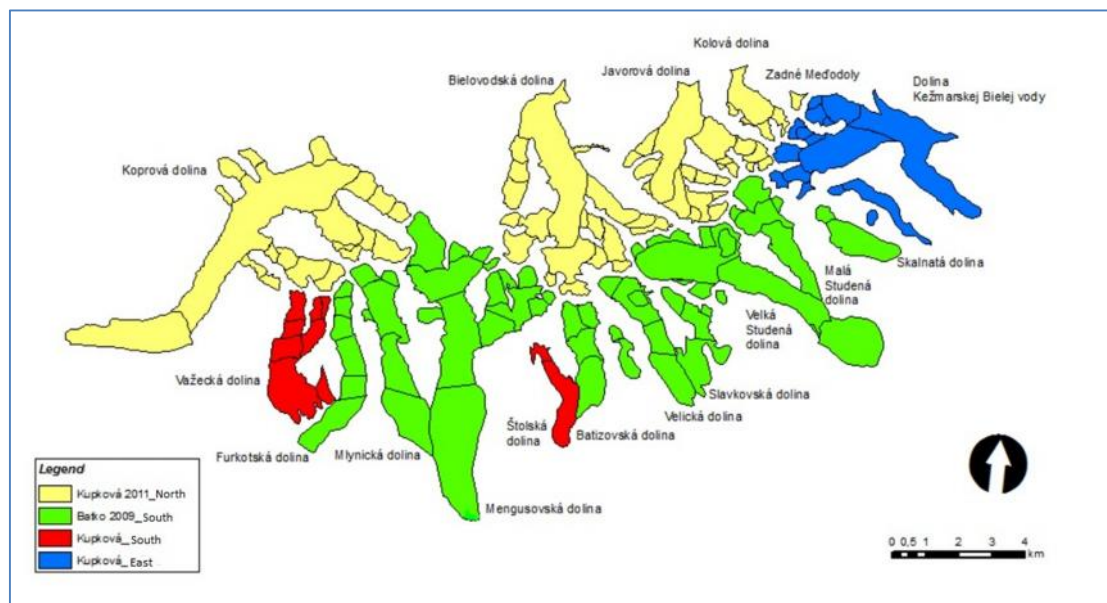 Kolová dolina
Bielovodská dolina
Javorová dolina
Zadné Meďodoly
Dolina
Kežmarskej Bielej vody
Koprová dolina
Skalnatá dolina
Malá
Studená
dolina
Velká
Studená
dolina
Važecká dolina
Slavkovská dolina
Velická dolina
Štolská
dolina
Batizovská dolina
Furkotská dolina
Mlynická dolina
Mengusovská dolina
Legend
Kupková 2011_North
Batko 2009_South
Kupková_South
Kupková_East
0 0,5 1 2 3 4
km